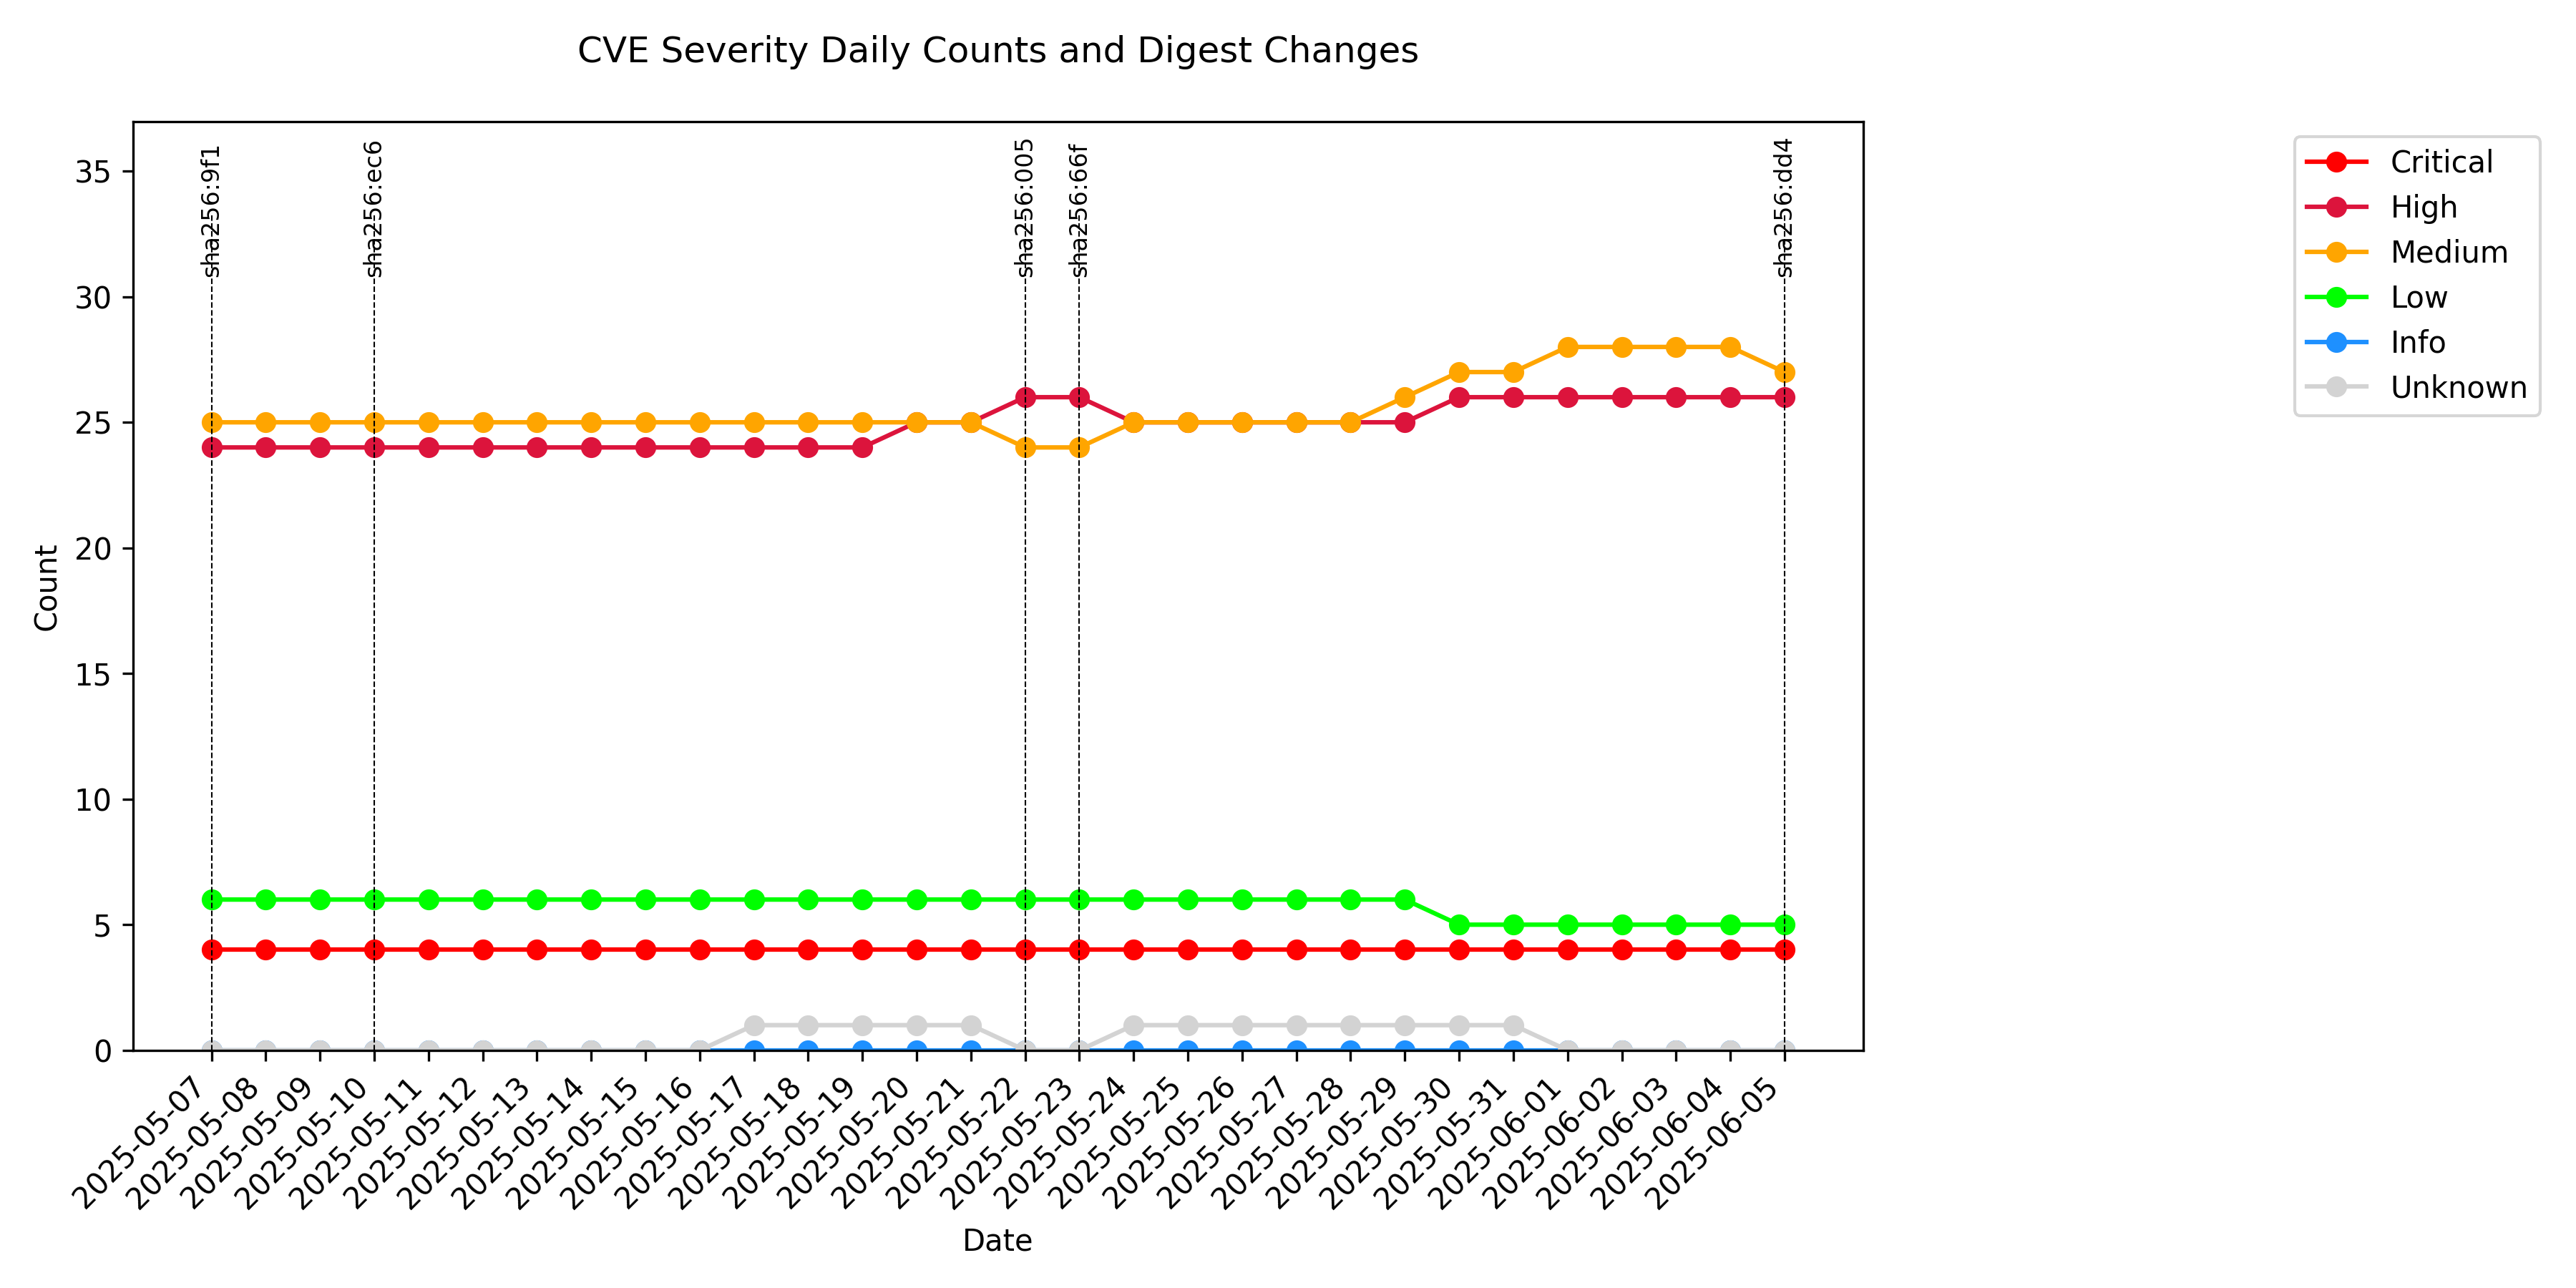 CVE Severity Daily Counts and Digest Changes
sha256:9f1
sha256:ec6
sha256:005
sha256:66f
sha256:dd4
Critical
High
Medium
Low
Info
Unknown
Count
35
30
25
20
15
10
5
0
2025-05-07
2025-05-08
2025-05-09
2025-05-10
2025-05-11
2025-05-12
2025-05-13
2025-05-14
2025-05-15
2025-05-16
2025-05-17
2025-05-18
2025-05-19
2025-05-20
2025-05-21
2025-05-22
2025-05-23
2025-05-24
2025-05-25
2025-05-26
2025-05-27
2025-05-28
2025-05-29
2025-05-30
2025-05-31
2025-06-01
2025-06-02
2025-06-03
2025-06-04
2025-06-05
Date